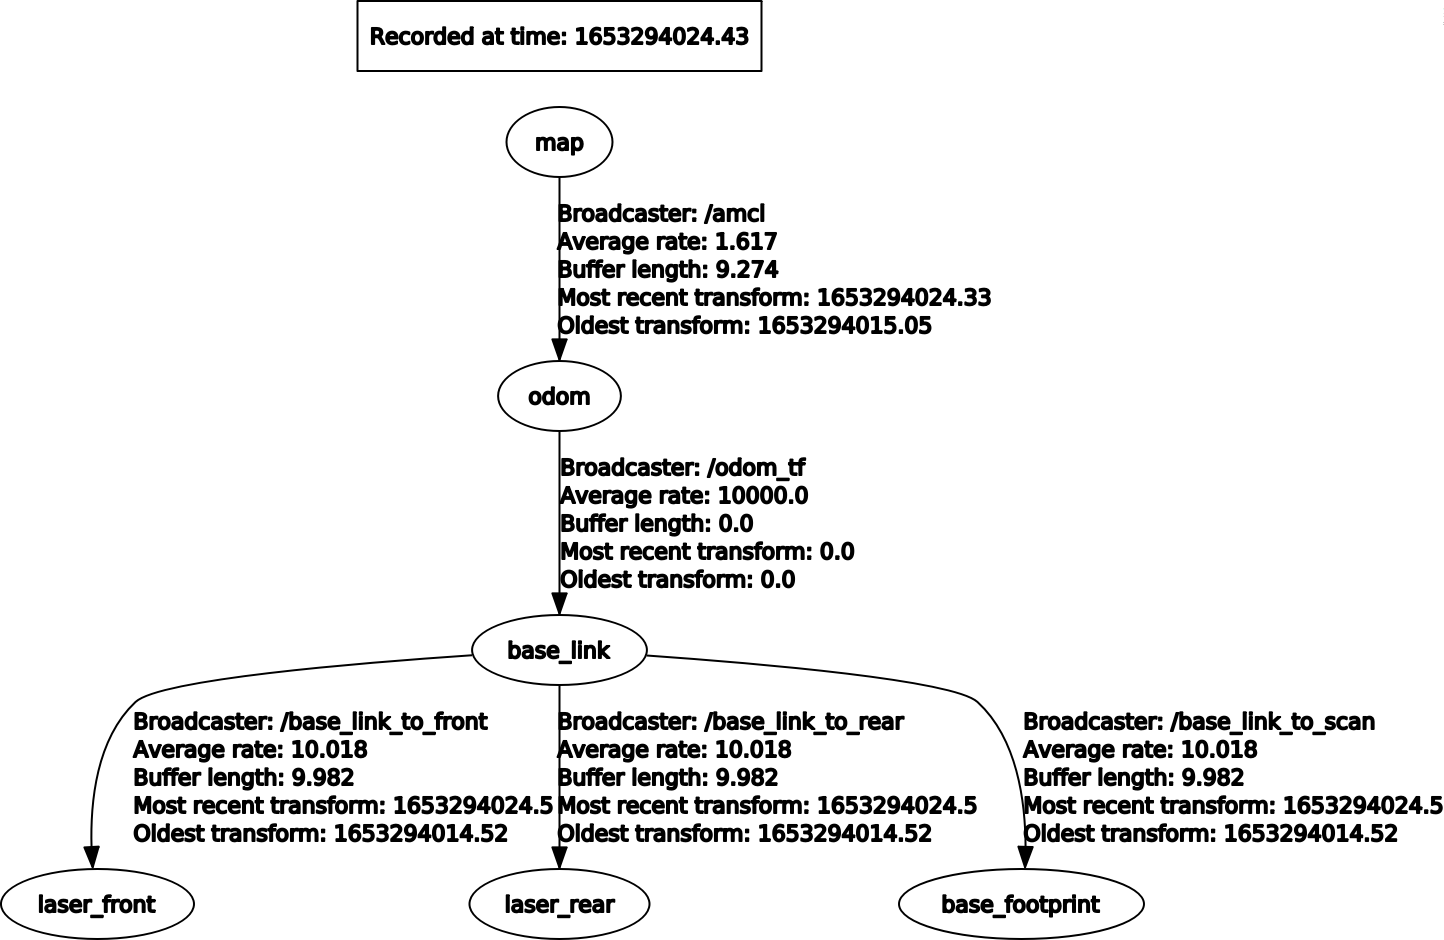 Recorded at time: 1653294024.43
map
Broadcaster: /amcl
Average rate: 1.617
Buffer length: 9.274
Most recent transform: 1653294024.33
Oldest transform: 1653294015.05
odom
Broadcaster: /odom_tf
Average rate: 10000.0
Buffer length: 0.0
Most recent transform: 0.0
Oldest transform: 0.0
base_link
Broadcaster: /base_link_to_front
Average rate: 10.018
Buffer length: 9.982
Most recent transform: 1653294024.5
Oldest transform: 1653294014.52
Broadcaster: /base_link_to_rear
Average rate: 10.018
Buffer length: 9.982
Most recent transform: 1653294024.5
Oldest transform: 1653294014.52
Broadcaster: /base_link_to_scan
Average rate: 10.018
Buffer length: 9.982
Most recent transform: 1653294024.5
Oldest transform: 1653294014.52
laser_front
laser_rear
base_footprint